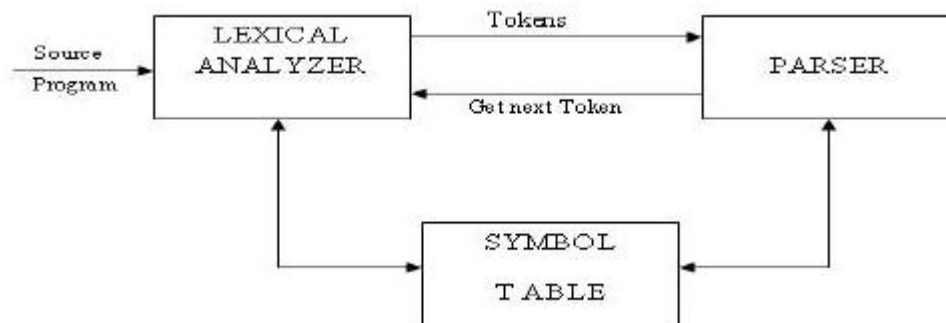 LEXICAL
ANALYZER
Source
Program
Tokens
Get next Token
PARSER
SYMBOL
TABLE